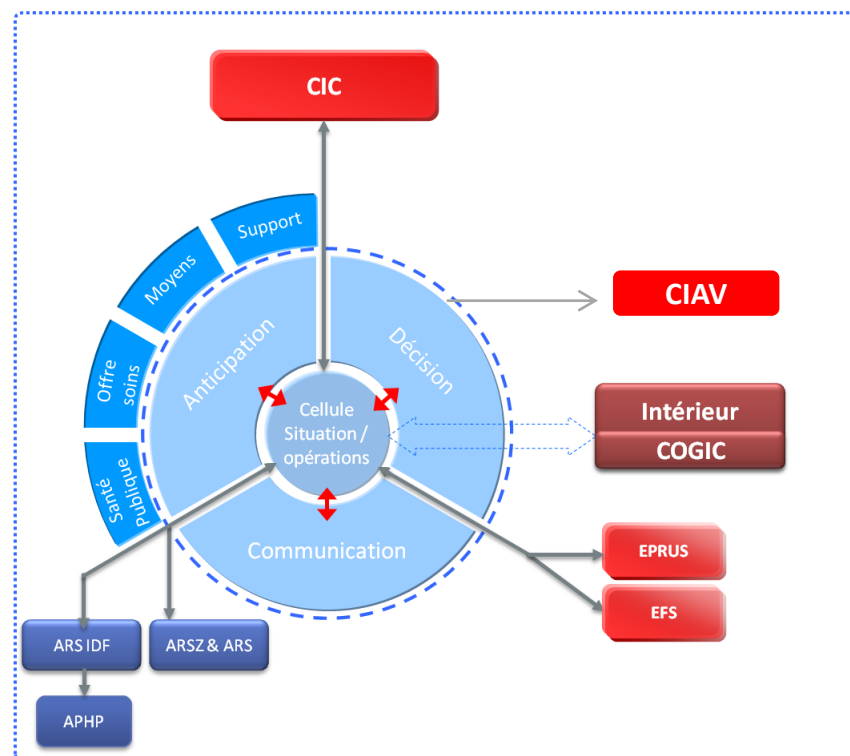 CIC
Support
Moyens
Offre
soins
Santé
Publique
Anticipation
Décision
Communication
Cellule
Situation /
opérations
CIAV
Intérieur
COGIC
EPRUS
EFS
ARS IDF
ARSZ & ARS
APHP